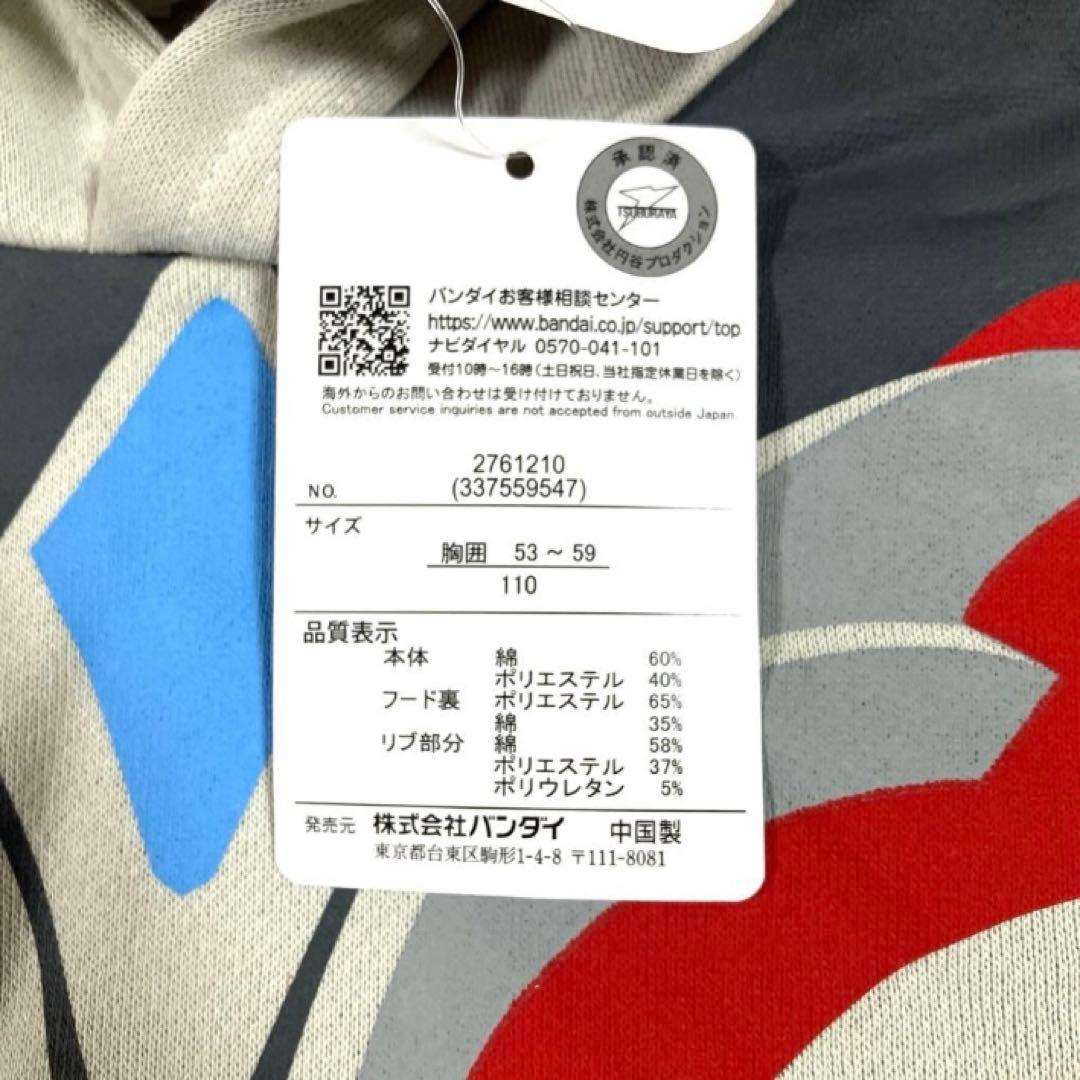 承認済
TSUBURAYA
株式会社円谷プロダクション
バンダイお客様相談センター
https://www.bandai.co.jp/support/top
ナビダイヤル 0570-041-101
受付10時～16時(土日祝日、当社指定休業日を除く)
海外からのお問い合わせは受け付けておりません。
Customer service inquiries are not accepted from outside Japan
2761210
NO. (337559547)
サイズ
胸囲 53 ~ 59
110
品質表示
本体 綿 60%
ポリエステル 40%
フード裏 ポリエステル 65%
綿 35%
リブ部分 綿 58%
ポリエステル 37%
ポリウレタン 5%
発売元 株式会社バンダイ 中国製
東京都台東区駒形1-4-8 〒111-8081